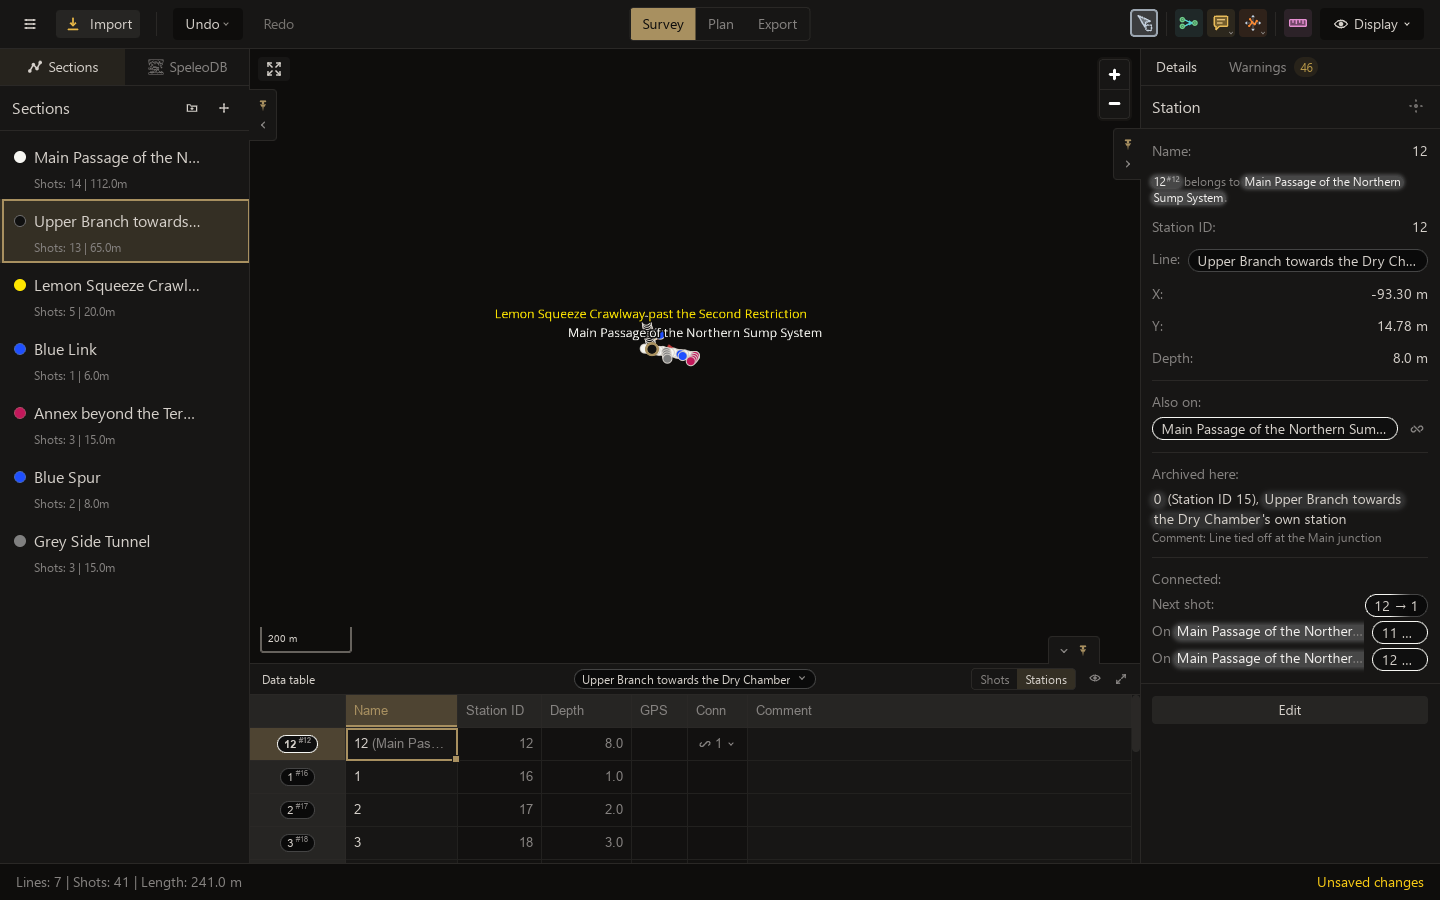 Import
Undo
Redo
Survey
Plan
Export
Display
Sections
SpeleoDB
Sections
Main Passage of the N...
Shots: 14 | 112.0m
Upper Branch towards...
Shots: 13 | 65.0m
Lemon Squeeze Crawl...
Shots: 5 | 20.0m
Blue Link
Shots: 1 | 6.0m
Annex beyond the Ter...
Shots: 3 | 15.0m
Blue Spur
Shots: 2 | 8.0m
Grey Side Tunnel
Shots: 3 | 15.0m
Lemon Squeeze Crawlway past the Second Restriction
Main Passage of the Northern Sump System
200 m
Data table
Upper Branch towards the Dry Chamber
Shots
Stations
Name Station ID Depth GPS Conn Comment
12 #12 12 (Main Pas... 12 8.0 1
1 #16 1 16 1.0
2 #17 2 17 2.0
3 #18 3 18 3.0
Details
Warnings 46
Station
Name: 12
12 #12 belongs to Main Passage of the Northern
Sump System.
Station ID: 12
Line: Upper Branch towards the Dry Ch...
X: -93.30 m
Y: 14.78 m
Depth: 8.0 m
Also on:
Main Passage of the Northern Sum...
Archived here:
0 (Station ID 15), Upper Branch towards
the Dry Chamber's own station
Comment: Line tied off at the Main junction
Connected:
Next shot: 12 → 1
On Main Passage of the Norther... 11 ...
On Main Passage of the Norther... 12 ...
Edit
Lines: 7 | Shots: 41 | Length: 241.0 m
Unsaved changes